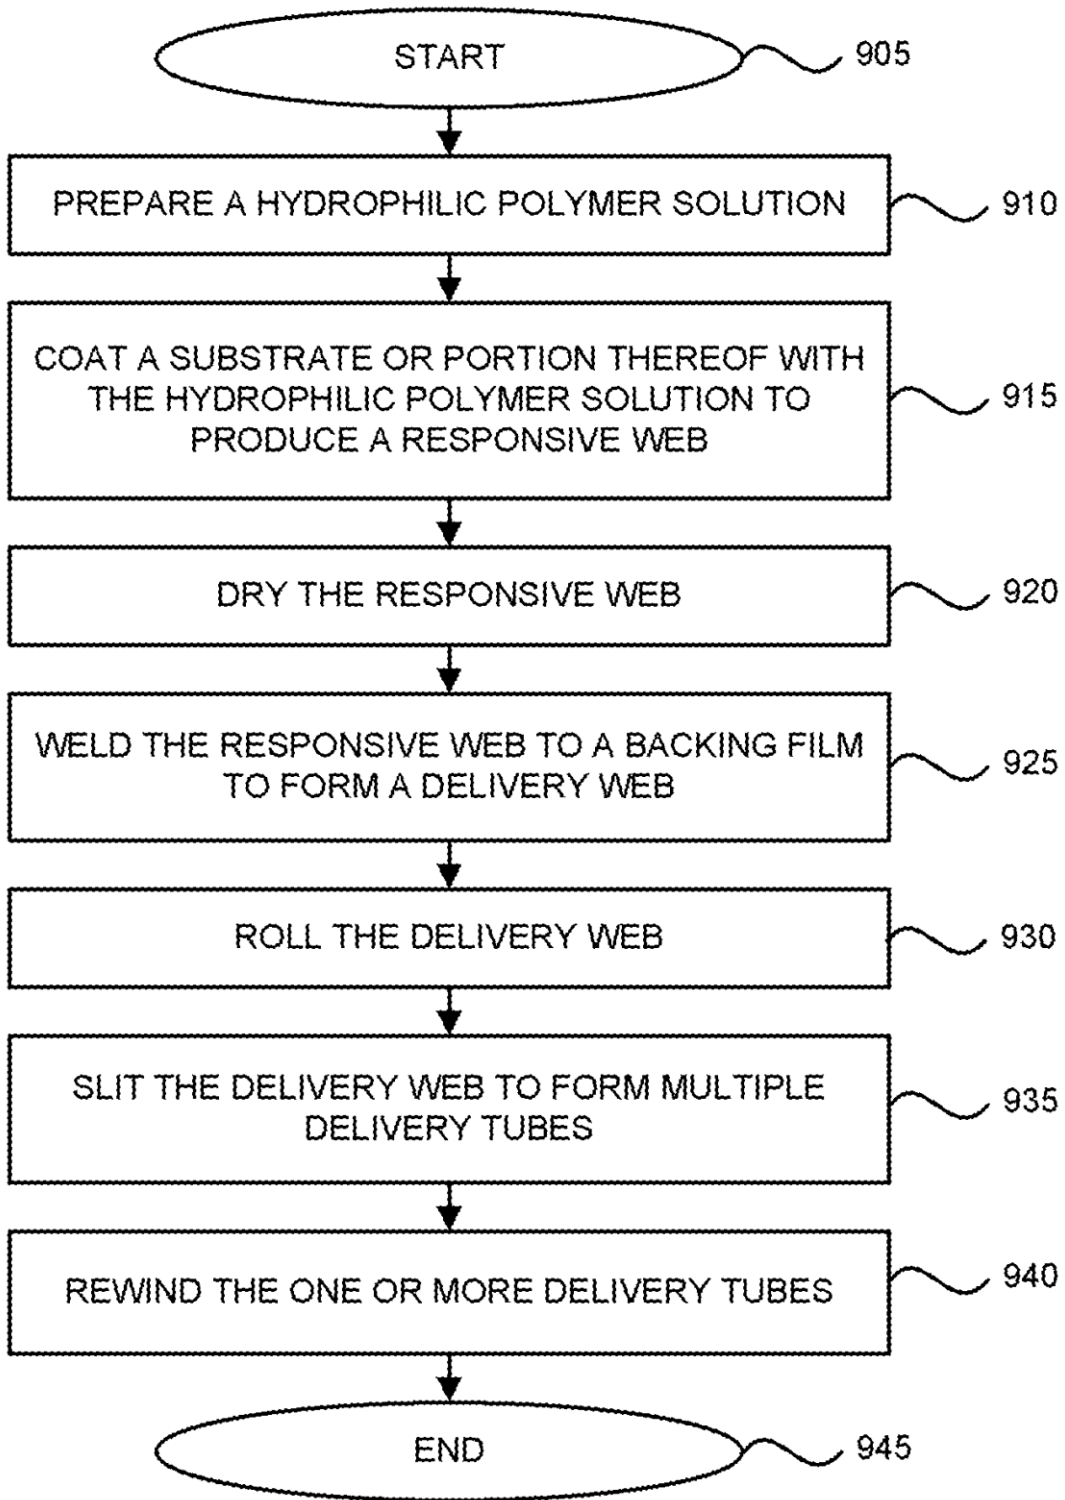 START
905
PREPARE A HYDROPHILIC POLYMER SOLUTION
910
COAT A SUBSTRATE OR PORTION THEREOF WITH
THE HYDROPHILIC POLYMER SOLUTION TO
PRODUCE A RESPONSIVE WEB
915
DRY THE RESPONSIVE WEB
920
WELD THE RESPONSIVE WEB TO A BACKING FILM
TO FORM A DELIVERY WEB
925
ROLL THE DELIVERY WEB
930
SLIT THE DELIVERY WEB TO FORM MULTIPLE
DELIVERY TUBES
935
REWIND THE ONE OR MORE DELIVERY TUBES
940
END
945